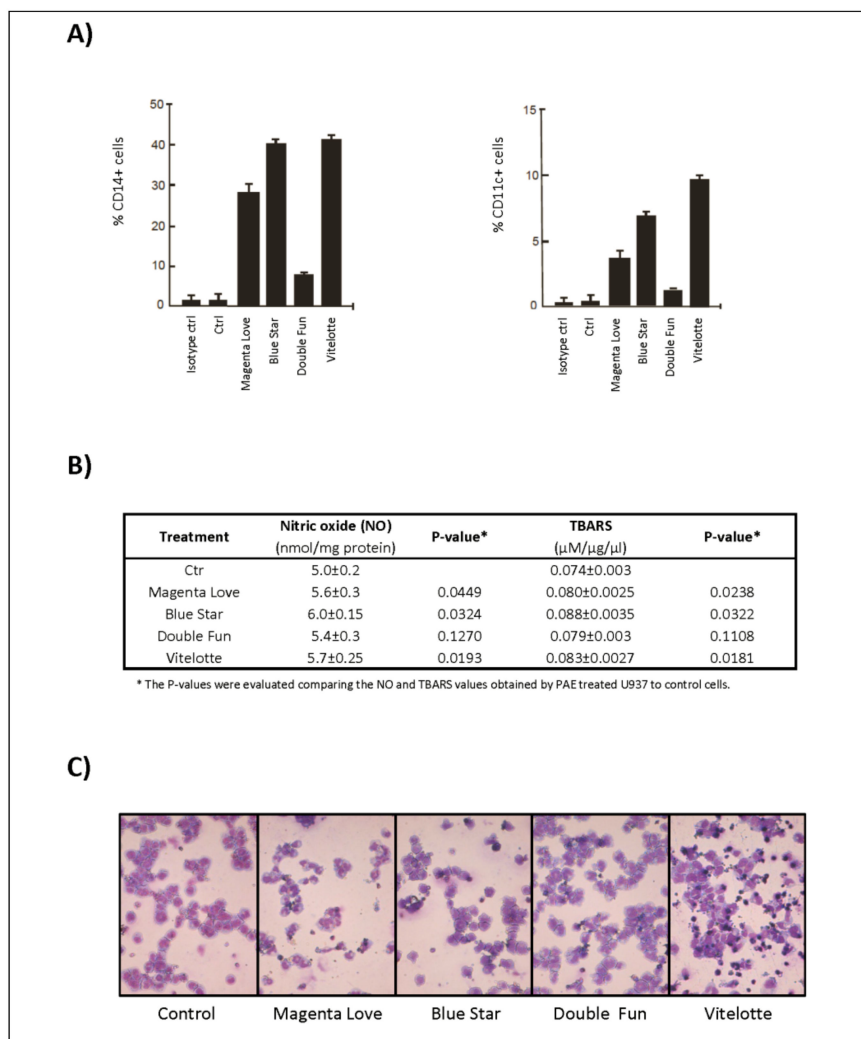 A)
50
40
30
20
10
0
% CD14+ cells
Isotype ctrl
Ctrl
Magenta Love
Blue Star
Double Fun
Vitelotte
15
10
5
0
% CD11c+ cells
Isotype ctrl
Ctrl
Magenta Love
Blue Star
Double Fun
Vitelotte
B)
Treatment Nitric oxide (NO) (nmol/mg protein) P-value* TBARS (μM/μg/μl) P-value*
Ctr 5.0±0.2 0.074±0.003
Magenta Love 5.6±0.3 0.0449 0.080±0.0025 0.0238
Blue Star 6.0±0.15 0.0324 0.088±0.0035 0.0322
Double Fun 5.4±0.3 0.1270 0.079±0.003 0.1108
Vitelotte 5.7±0.25 0.0193 0.083±0.0027 0.0181
* The P-values were evaluated comparing the NO and TBARS values obtained by PAE treated U937 to control cells.
C)
Control Magenta Love Blue Star Double Fun Vitelotte